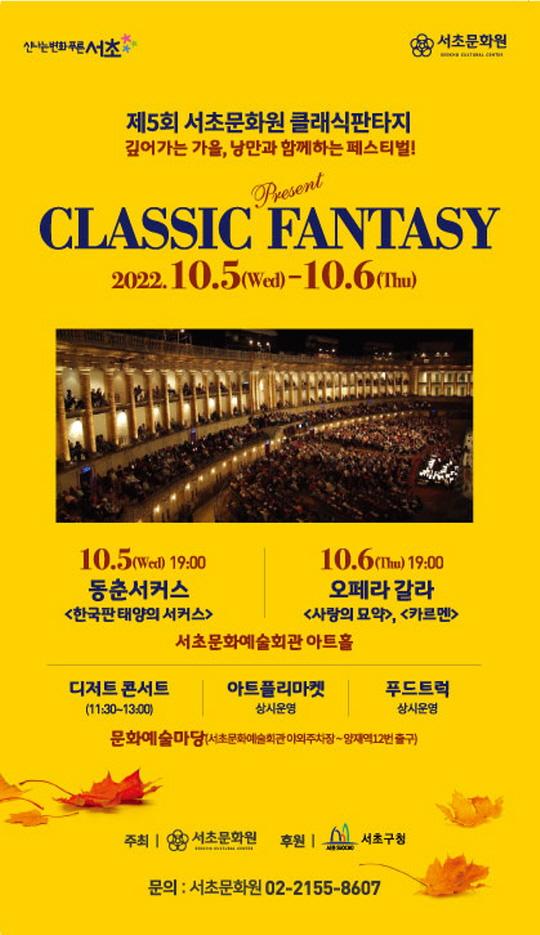 신나는변화 푸른 서초
서초문화원
SEOCHO CULTURAL CENTER
제5회 서초문화원 클래식판타지
깊어가는 가을, 낭만과 함께하는 페스티벌!
Present
CLASSIC FANTASY
2022. 10.5(Wed) - 10.6(Thu)
10.5(Wed) 19:00
동춘서커스
<한국판 태양의 서커스>
10.6(Thu) 19:00
오페라 갈라
<사랑의 묘약>, <카르멘>
서초문화예술회관 아트홀
디저트 콘서트
(11:30~13:00)
아트플리마켓
상시운영
푸드트럭
상시운영
문화예술마당(서초문화예술회관 야외주차장 ~ 양재역12번 출구)
주최 | 서초문화원
SEOCHO CULTURAL CENTER
후원 | 서초구청
문의 : 서초문화원 02-2155-8607